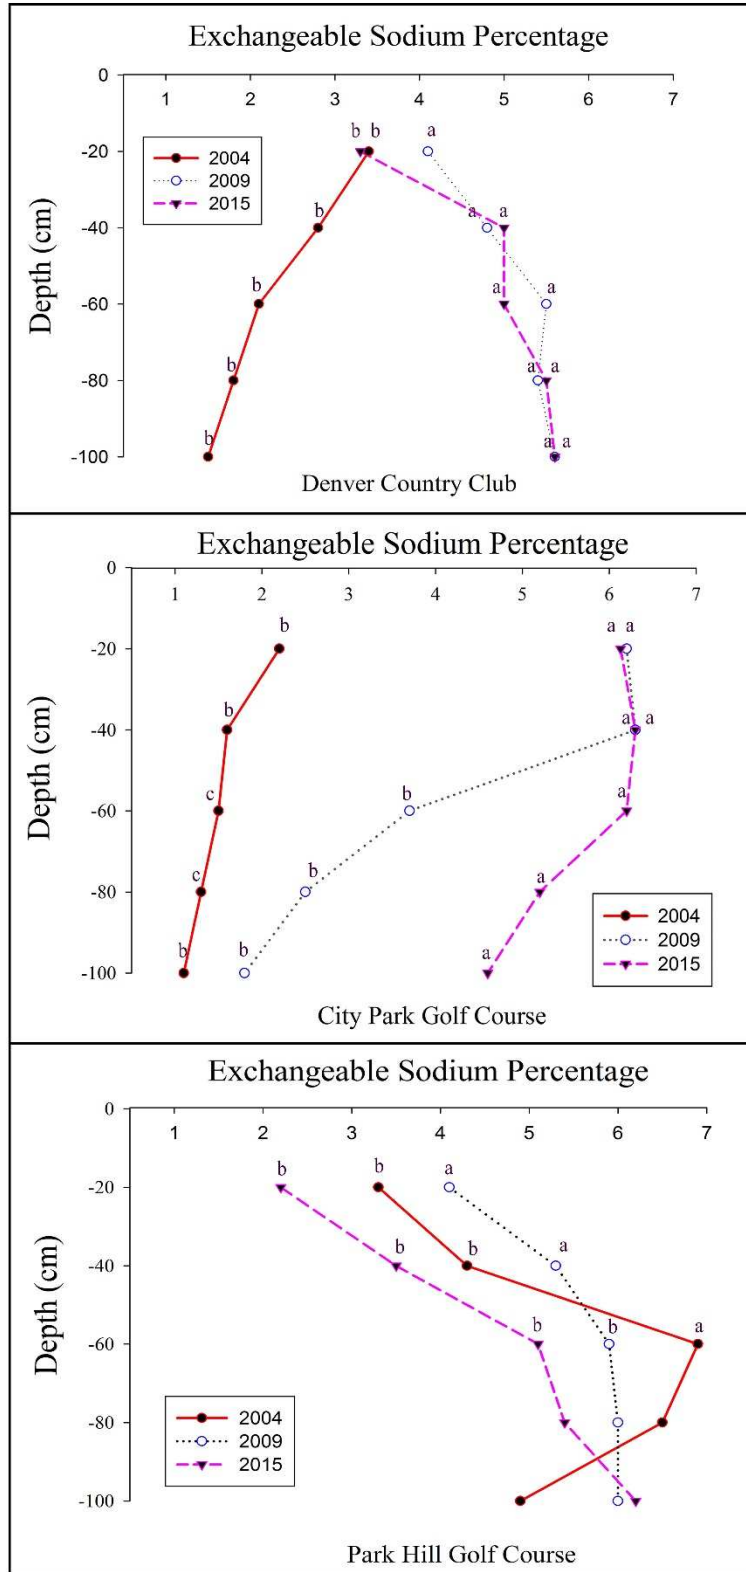 Exchangeable Sodium Percentage
0
1 2 3 4 5 6 7
b b a
-20
2004
2009
2015
b a a
-40
b a a
-60
b a a
-80
b a a
-100
Depth (cm)
Denver Country Club
Exchangeable Sodium Percentage
0
1 2 3 4 5 6 7
b a a
-20
b a a
-40
c b a
-60
c b a
-80
2004
2009
2015
b b a
-100
Depth (cm)
City Park Golf Course
Exchangeable Sodium Percentage
0
1 2 3 4 5 6 7
b b a
-20
b b a
-40
b b a
-60
-80
2004
2009
2015
-100
Depth (cm)
Park Hill Golf Course